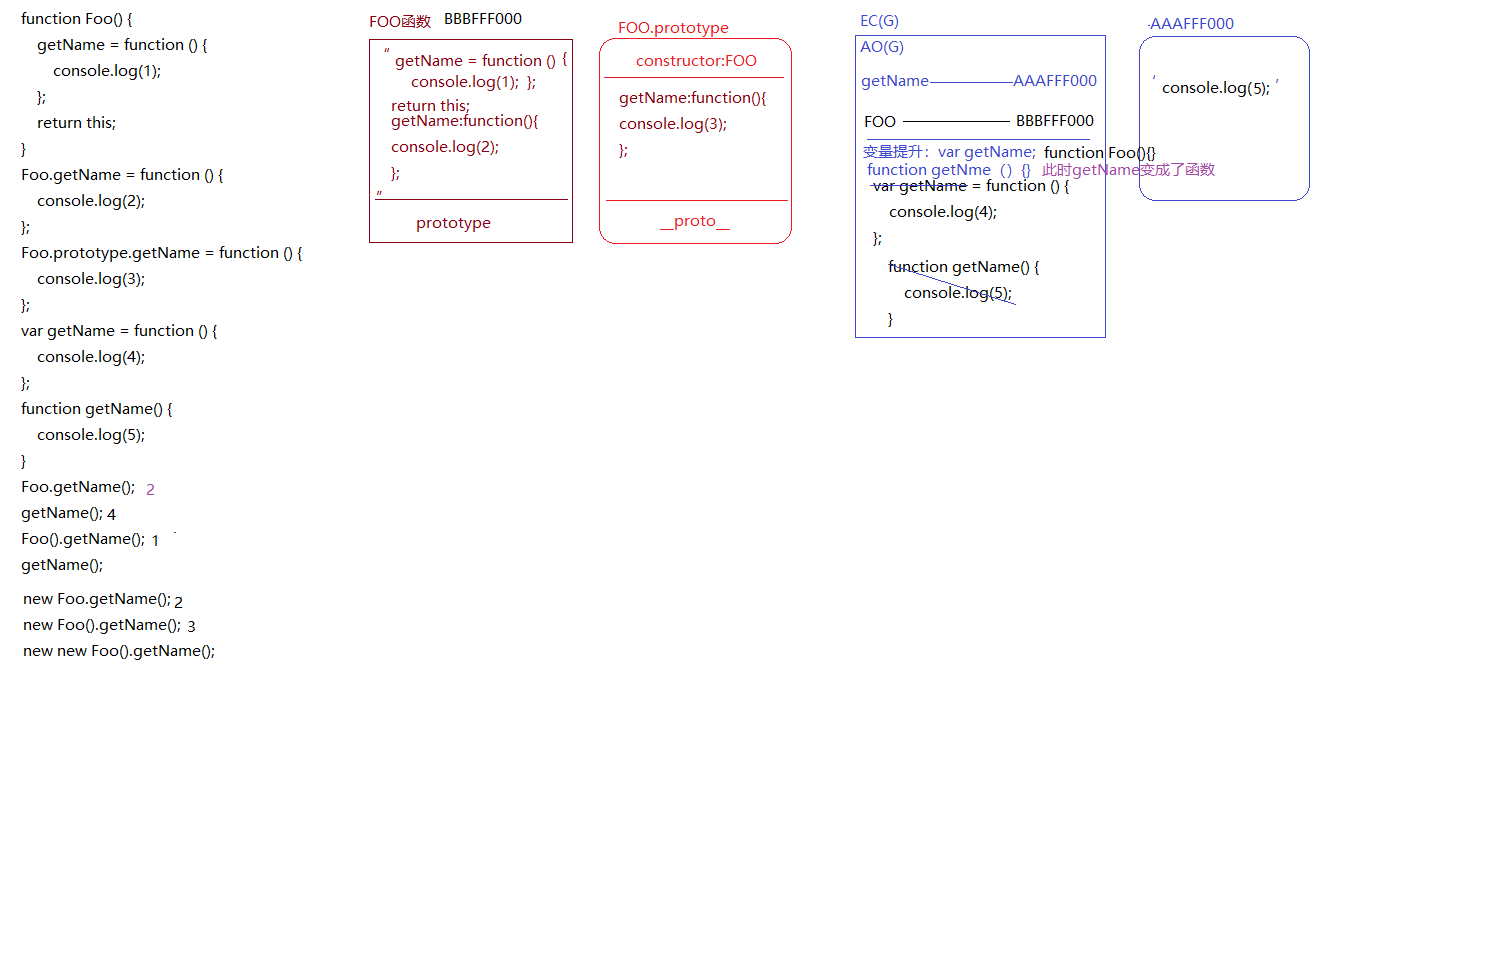 function Foo() {
getName = function () {
console.log(1);
};
return this;
}
Foo.getName = function () {
console.log(2);
};
Foo.prototype.getName = function () {
console.log(3);
};
var getName = function () {
console.log(4);
};
function getName() {
console.log(5);
}
Foo.getName(); 2
getName(); 4
Foo().getName(); 1
getName();
new Foo.getName(); 2
new Foo().getName(); 3
new new Foo().getName();
FOO函数 BBBFFF000
“ getName = function () {
console.log(1); };
return this;
getName:function(){
console.log(2);
};
”
prototype
FOO.prototype
constructor:FOO
getName:function(){
console.log(3);
};
__proto__
EC(G)
AO(G)
getName AAAFFF000
FOO BBBFFF000
变量提升：var getName; function Foo(){}
function getNme（）{} 此时getName变成了函数
var getName = function () {
console.log(4);
};
function getName() {
console.log(5);
}
AAAFFF000
‘ console.log(5); ’